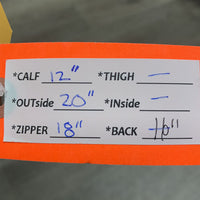 *CALF 12" *THIGH —
*OUTside 20" *INside —
*ZIPPER 18" *BACK 16"